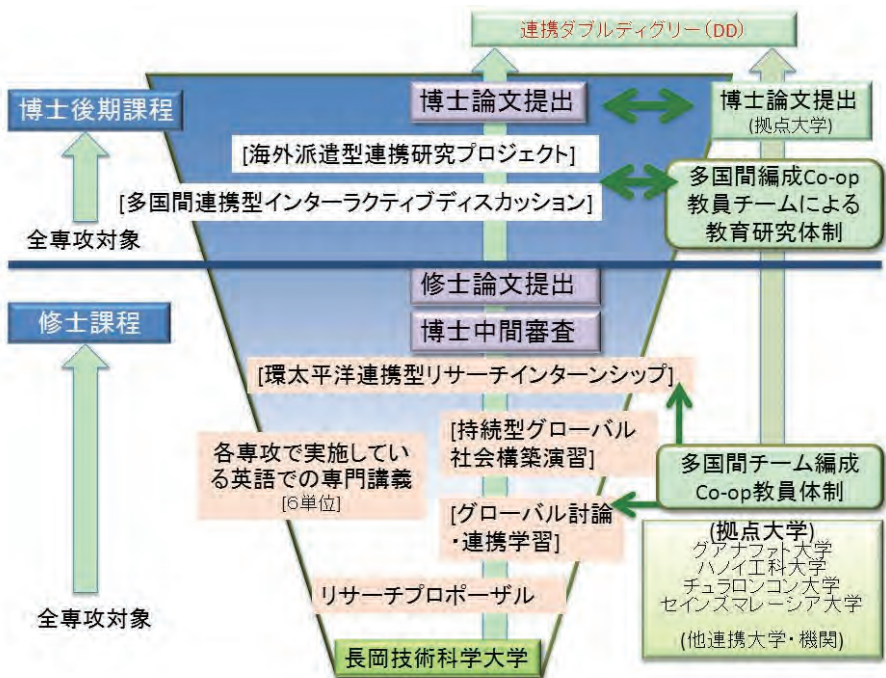 連携ダブルディグリー(DD)
博士後期課程
博士論文提出
博士論文提出
(拠点大学)
[海外派遣型連携研究プロジェクト]
[多国間連携型インターラクティブディスカッション]
多国間編成Co-op
教員チームによる
教育研究体制
全専攻対象
修士論文提出
修士課程
博士中間審査
[環太平洋連携型リサーチインターンシップ]
各専攻で実施してい
る英語での専門講義
[6単位]
[持続型グローバル
社会構築演習]
多国間チーム編成
Co-op教員体制
[グローバル討論
・連携学習]
(拠点大学)
グアナファト大学
ハノイ工科大学
チュラロンコン大学
セインズマレーシア大学
(他連携大学・機関)
リサーチプロポーザル
全専攻対象
長岡技術科学大学